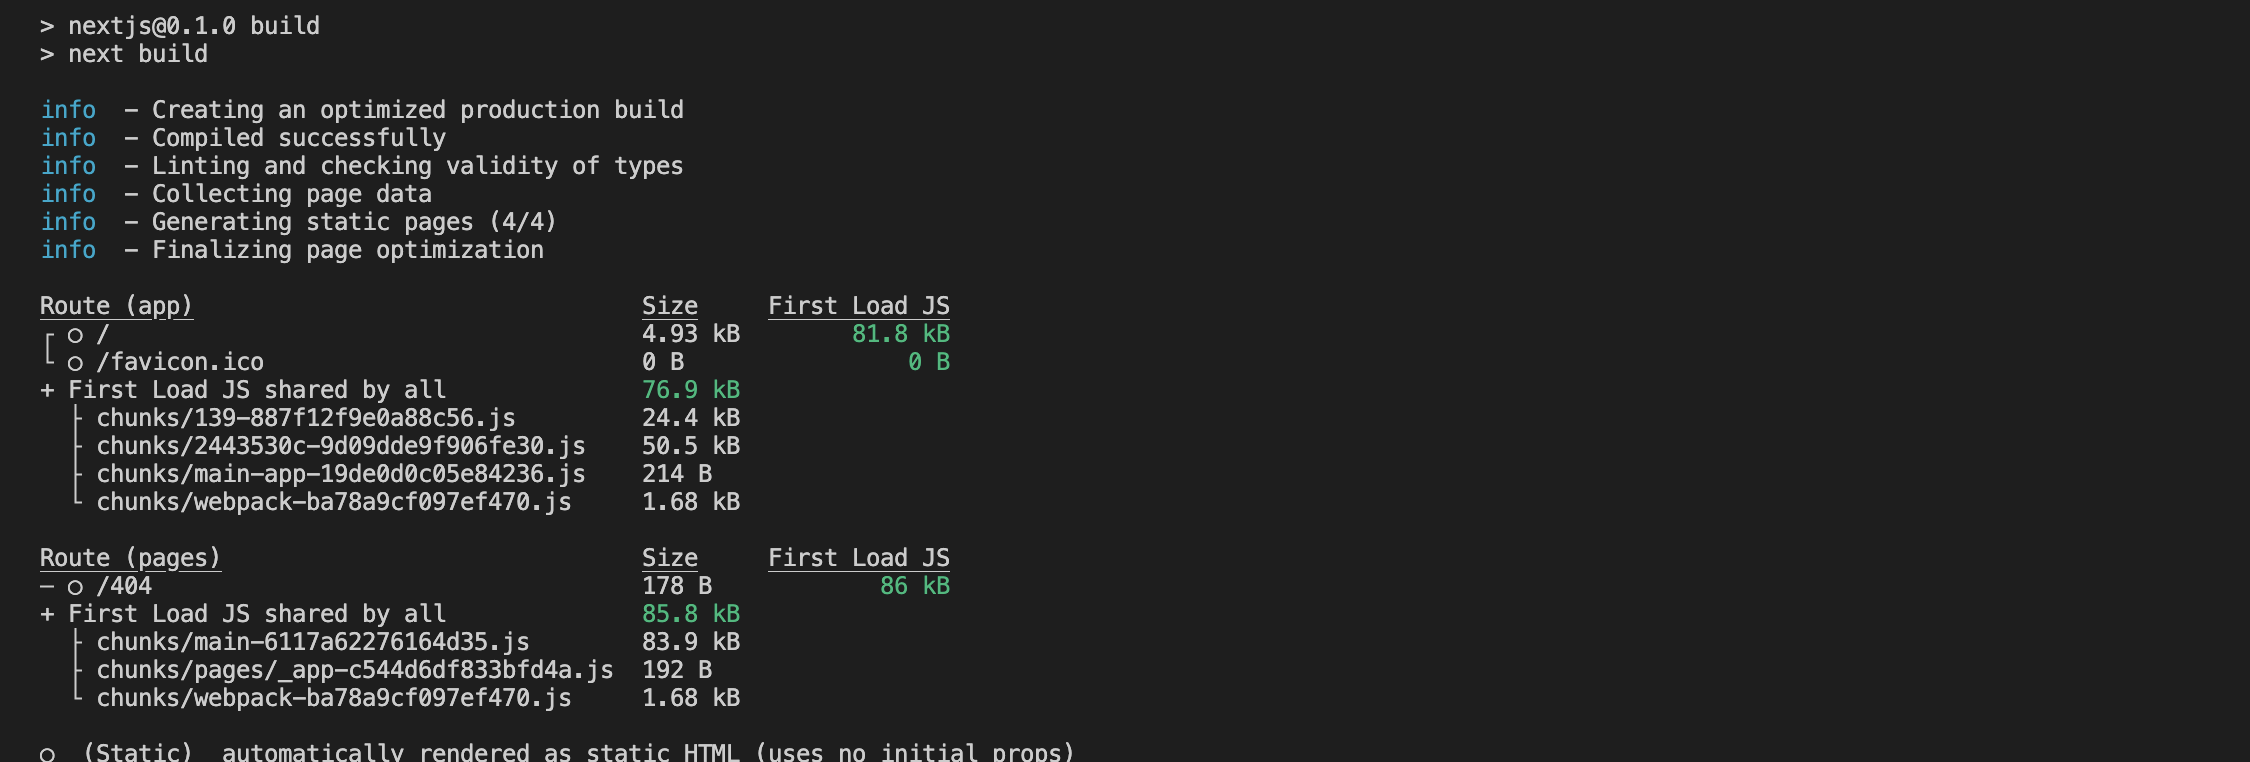 > nextjs@0.1.0 build
> next build
info  - Creating an optimized production build
info  - Compiled successfully
info  - Linting and checking validity of types
info  - Collecting page data
info  - Generating static pages (4/4)
info  - Finalizing page optimization
Route (app)                                Size     First Load JS
┌ ○ /                                      4.93 kB        81.8 kB
└ ○ /favicon.ico                           0 B                0 B
+ First Load JS shared by all              76.9 kB
  ├ chunks/139-887f12f9e0a88c56.js         24.4 kB
  ├ chunks/2443530c-9d09dde9f906fe30.js    50.5 kB
  ├ chunks/main-app-19de0d0c05e84236.js    214 B
  └ chunks/webpack-ba78a9cf097ef470.js     1.68 kB
Route (pages)                              Size     First Load JS
─ ○ /404                                   178 B            86 kB
+ First Load JS shared by all              85.8 kB
  ├ chunks/main-6117a62276164d35.js        83.9 kB
  ├ chunks/pages/_app-c544d6df833bfd4a.js  192 B
  └ chunks/webpack-ba78a9cf097ef470.js     1.68 kB
○  (Static)  automatically rendered as static HTML (uses no initial props)